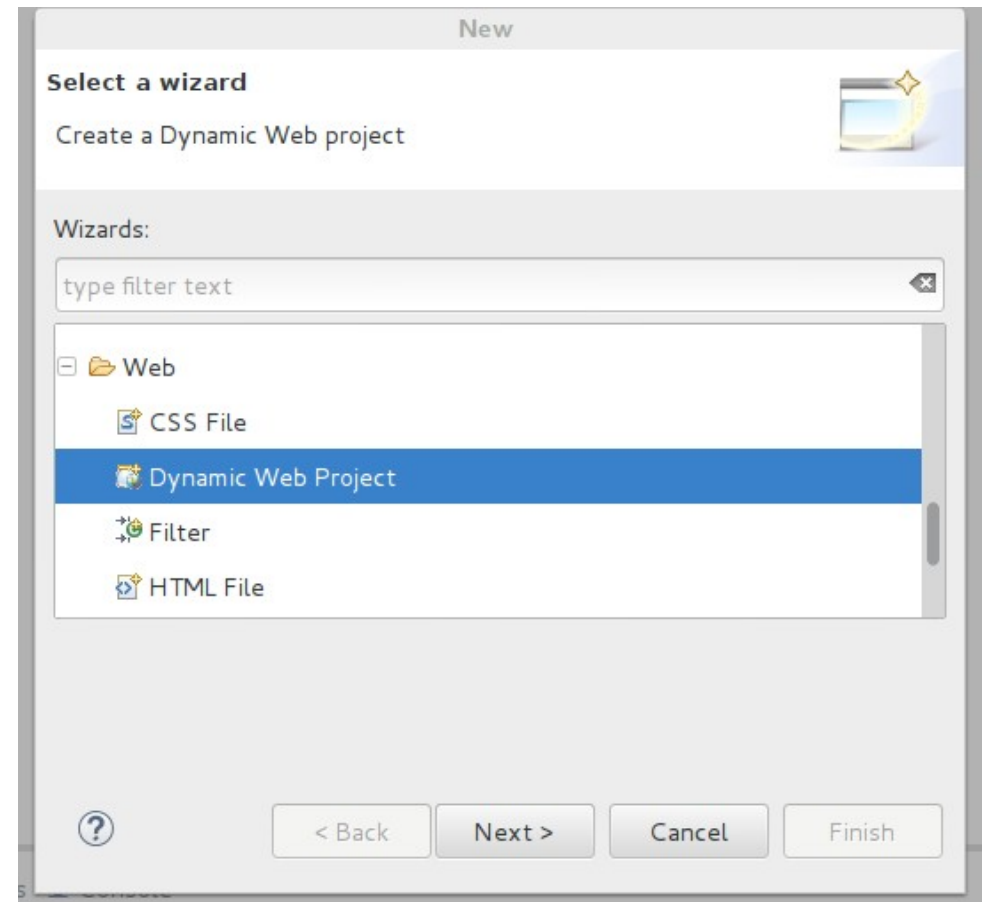 New
Select a wizard
Create a Dynamic Web project
Wizards:
type filter text
Web
CSS File
Dynamic Web Project
Filter
HTML File
< Back Next > Cancel Finish
s Console